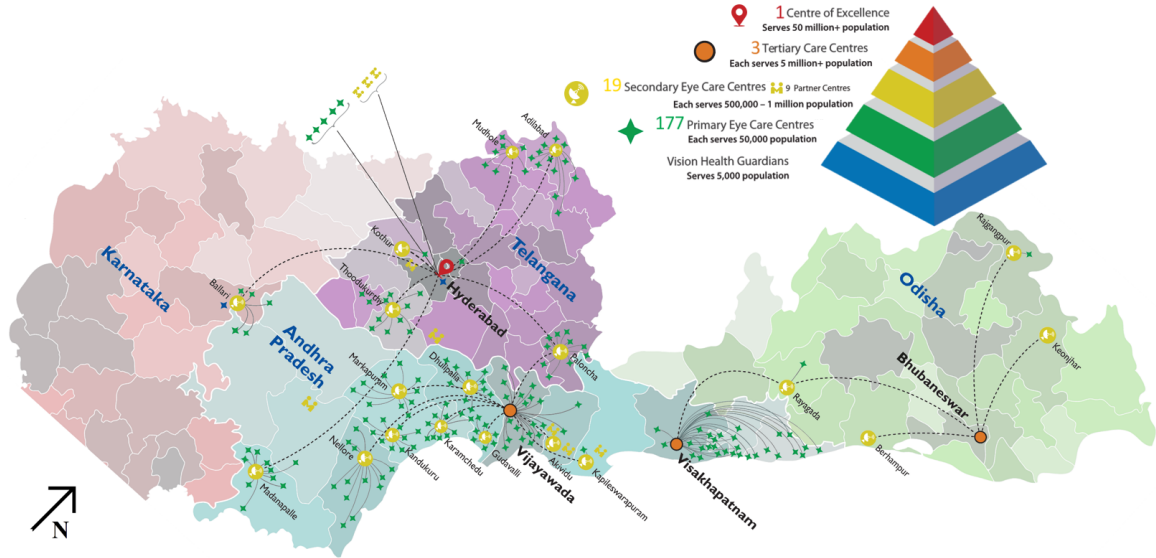 1 Centre of Excellence
Serves 50 million+ population
3 Tertiary Care Centres
Each serves 5 million+ population
19 Secondary Eye Care Centres 9 Partner Centres
Each serves 500,000 – 1 million population
177 Primary Eye Care Centres
Each serves 50,000 population
Vision Health Guardians
Serves 5,000 population
Mudhole
Adilabad
Karnataka
Ballari
Kothur
Thoodukurthi
Hyderabad
Telangana
Paloncha
Andhra
Pradesh
Markapuram
Dhulipalla
Nellore
Madanapalle
Kandukuru
Karamchedu
Gudavalli
Vijayawada
Akividu
Kapileswarapuram
Visakhapatnam
Rayagada
Berhampur
Bhubaneswar
Odisha
Rajgangpur
Keonjhar
N